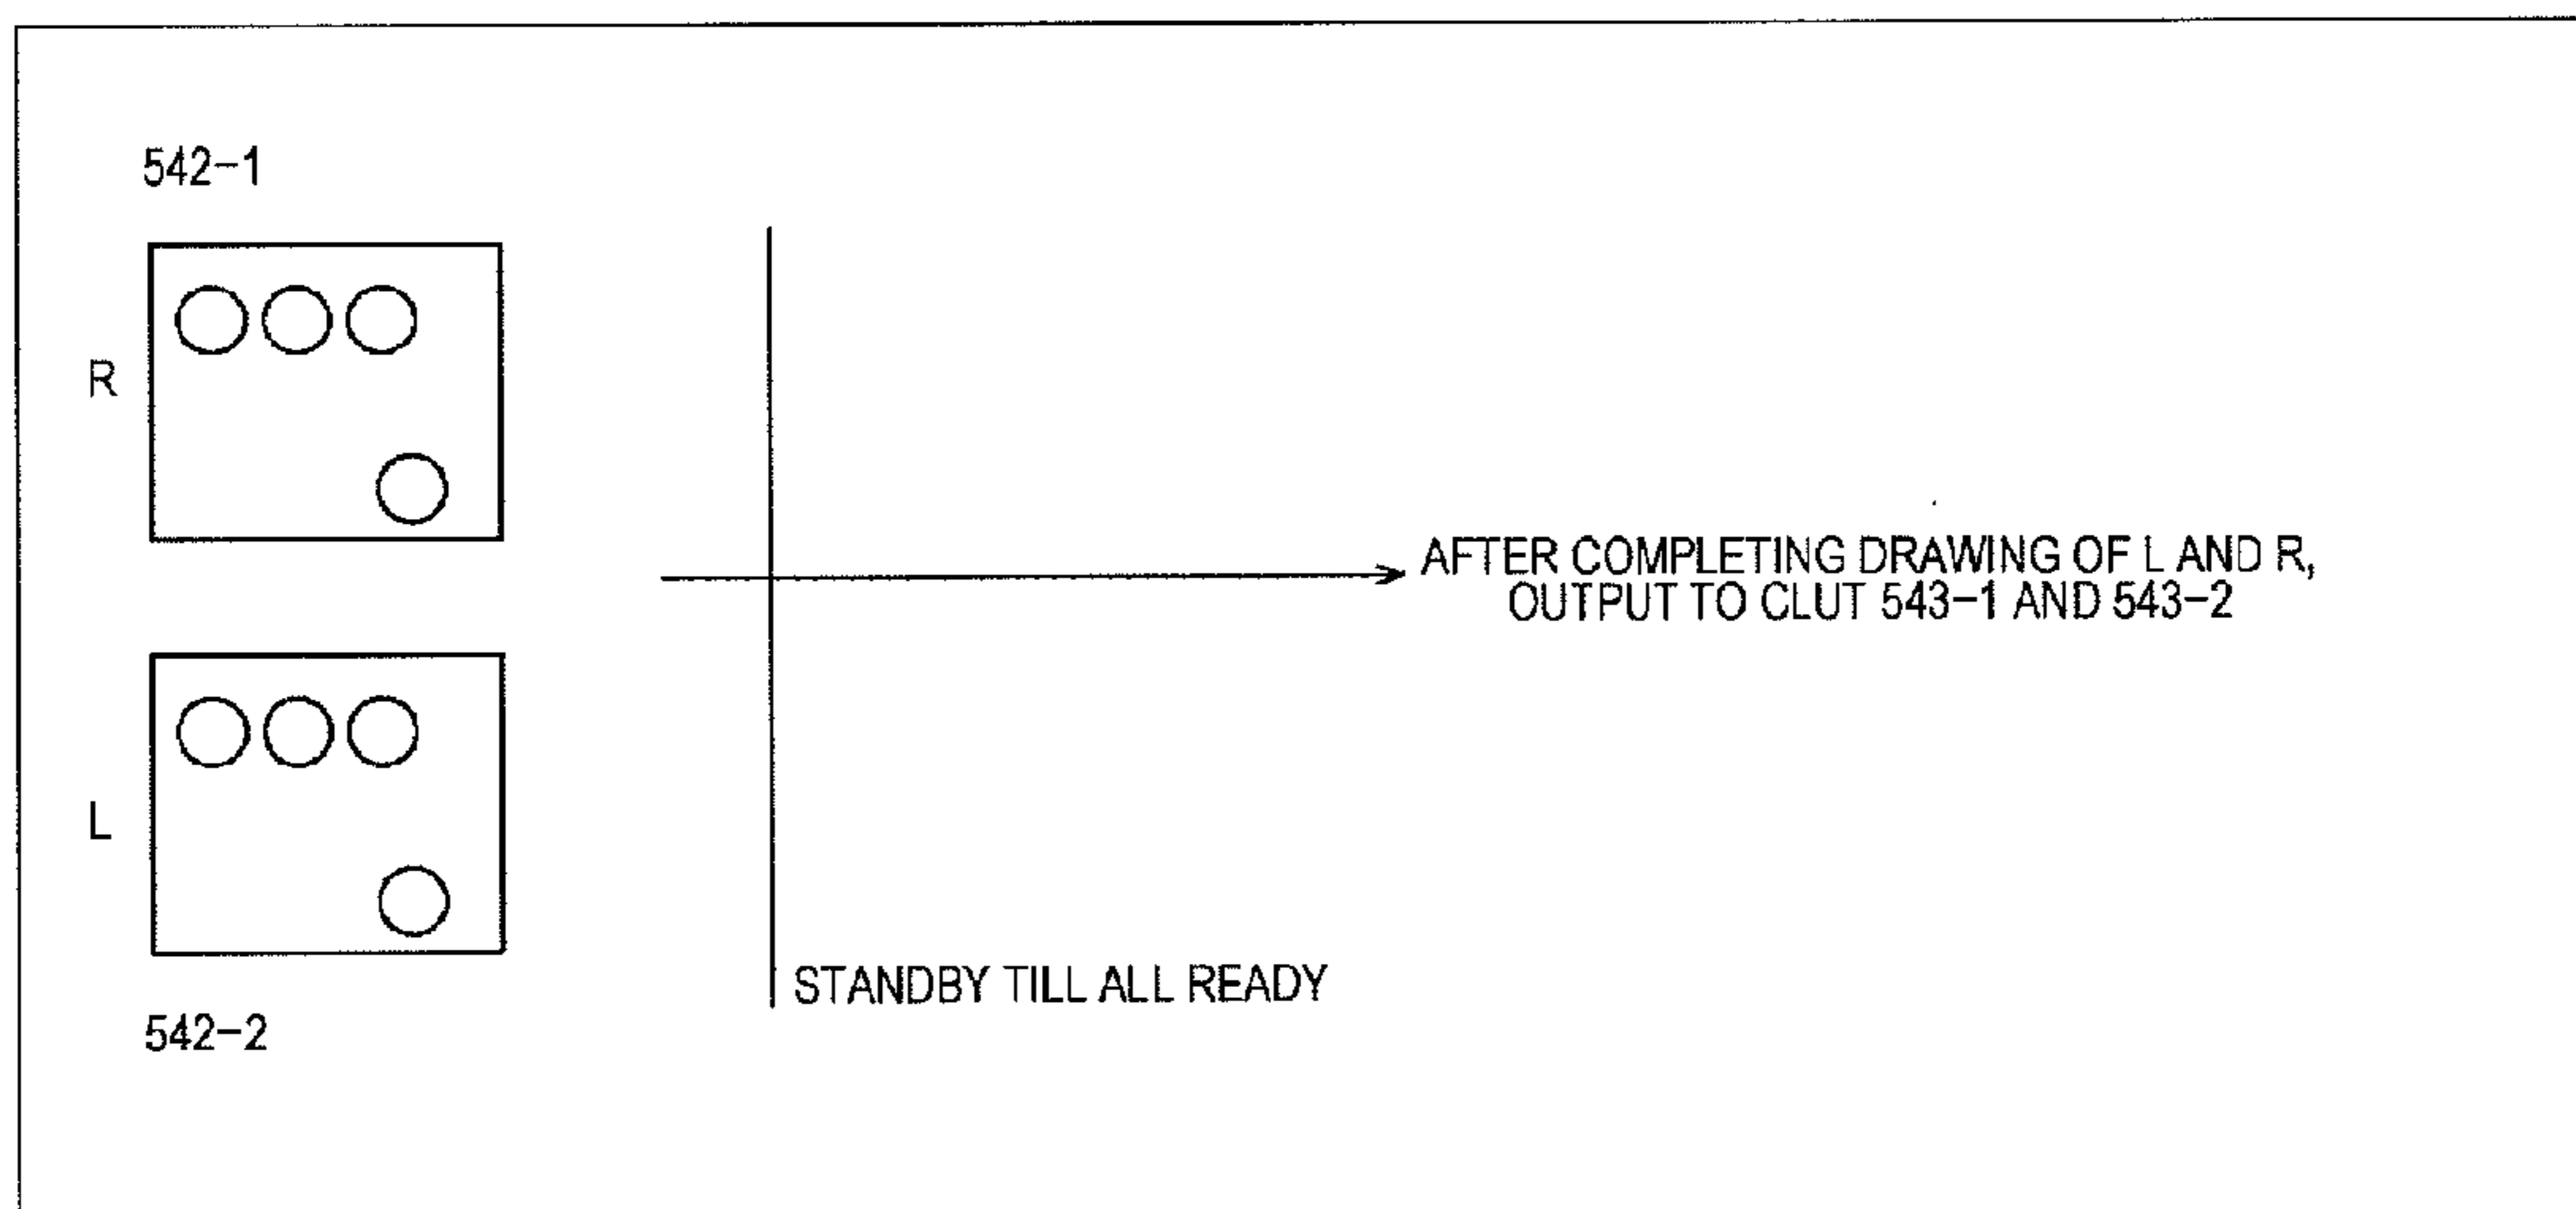 542-1
R
AFTER COMPLETING DRAWING OF L AND R,
OUTPUT TO CLUT 543-1 AND 543-2
L
STANDBY TILL ALL READY
542-2